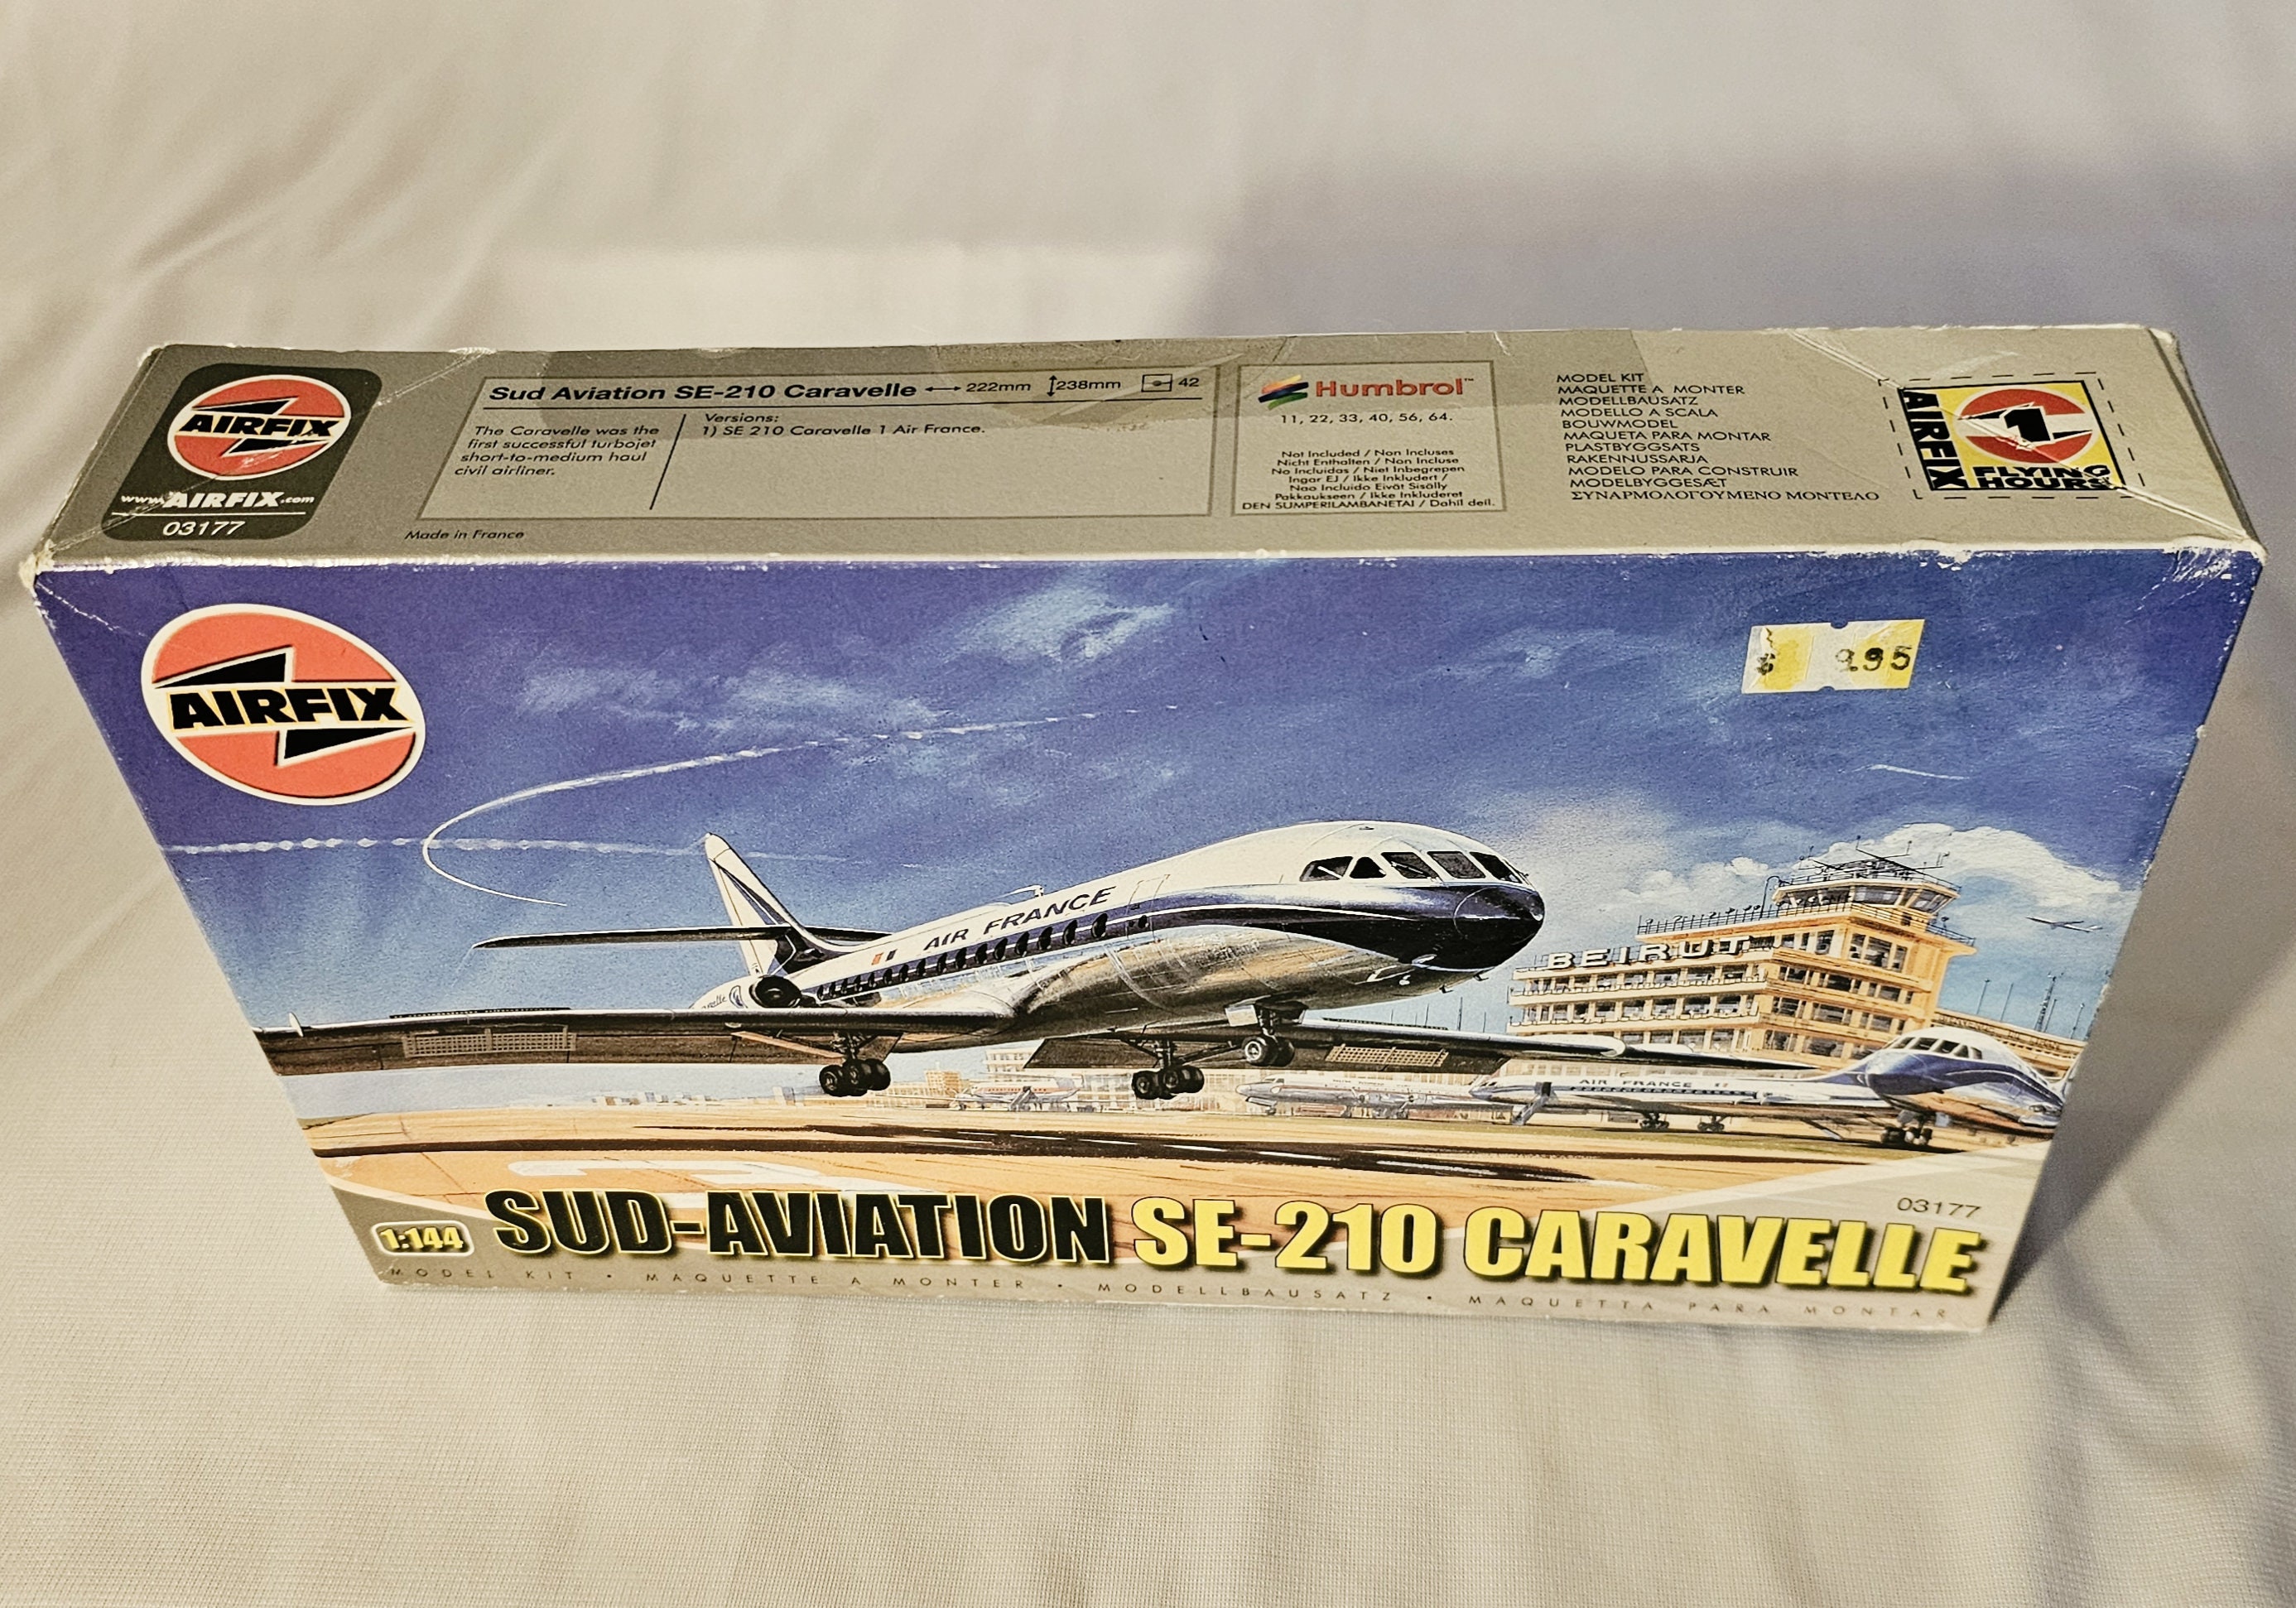 AIRFIX
www.AIRFIX.com
03177
Sud Aviation SE-210 Caravelle 222mm 238mm 42
The Caravelle was the
first successful turbojet
short-to-medium haul
civil airliner.
Versions:
1) SE 210 Caravelle 1 Air France.
Made in France
Humbrol™
11, 22, 33, 40, 56, 64.
Not Included / Non Incluses
Nicht Enthalten / Non Incluse
No Incluidas / Niet Inbegrepen
Ingar EJ / Ikke Inkludert /
Nao Incluido Eivät Sisälly
Pakkaukseen / Ikke Inkluderet
DEN SUMPERILAMBANETAI / Dahil deil.
MODEL KIT
MAQUETTE A MONTER
MODELLBAUSATZ
MODELLO A SCALA
BOUWMODEL
MAQUETA PARA MONTAR
PLASTBYGGSATS
RAKENNUSSARJA
MODELO PARA CONSTRUIR
MODELBYGGESÆT
ΣΥΝΑΡΜΟΛΟΓΟΥΜΕΝΟ ΜΟΝΤΕΛΟ
AIRFIX
1
FLYING
HOURS
AIRFIX
$ 9.95
AIR FRANCE
BEIRUT
AIR FRANCE
03177
1:144
SUD-AVIATION SE-210 CARAVELLE
MODEL KIT • MAQUETTE A MONTER • MODELLBAUSATZ • MAQUETTA PARA MONTAR